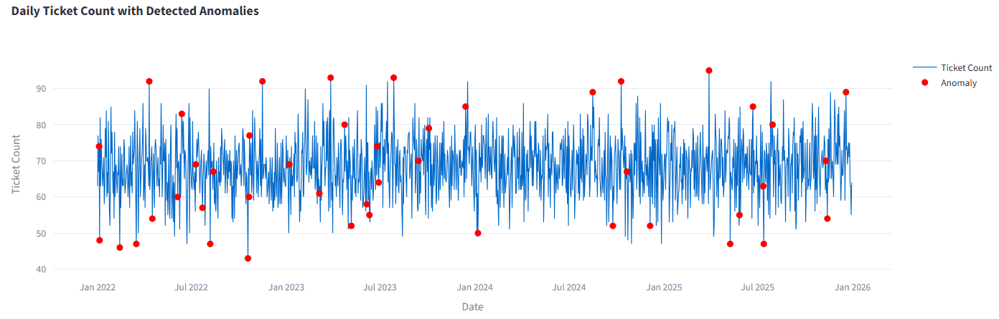 Daily Ticket Count with Detected Anomalies
Ticket Count
Anomaly
90
80
70
60
50
40
Ticket Count
Jan 2022 Jul 2022 Jan 2023 Jul 2023 Jan 2024 Jul 2024 Jan 2025 Jul 2025 Jan 2026
Date